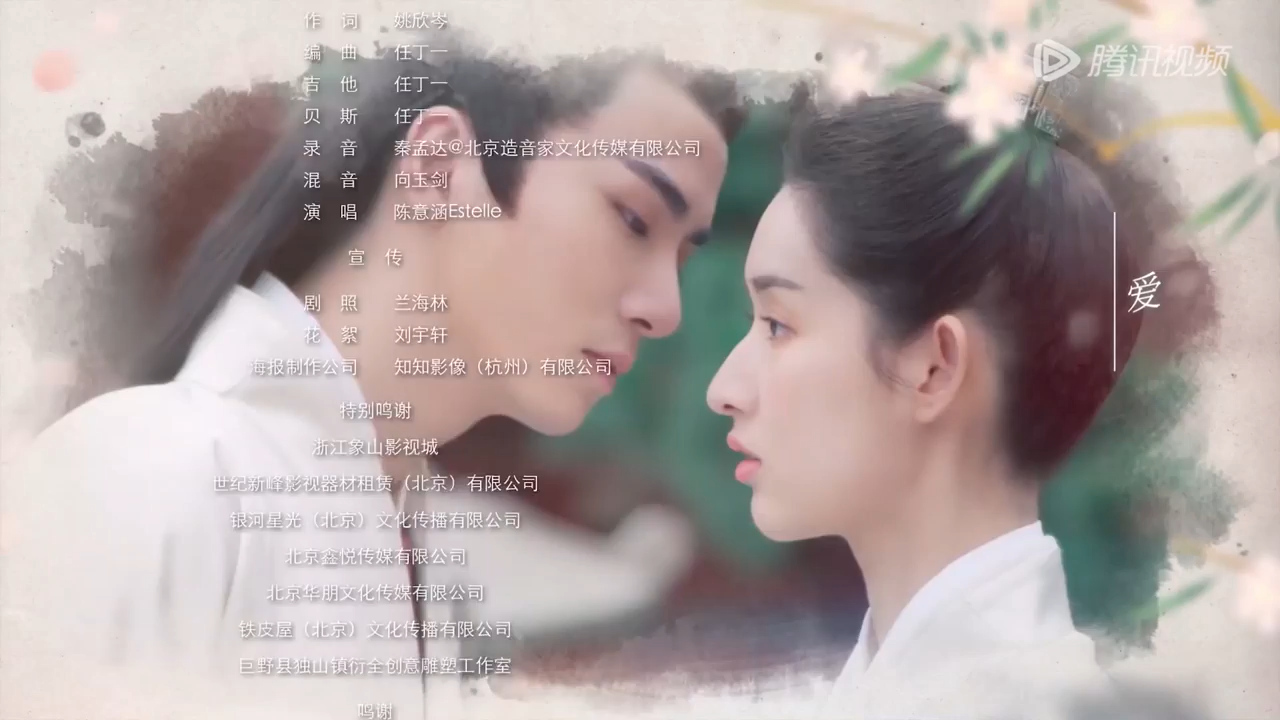 作 词 姚欣岑
编 曲 任丁一
吉 他 任丁一
贝 斯 任丁一
录 音 秦孟达@北京造音家文化传媒有限公司
混 音 向玉剑
演 唱 陈意涵Estelle
宣 传
剧 照 兰海林
花 絮 刘宇轩
海报制作公司 知知影像（杭州）有限公司
特别鸣谢
浙江象山影视城
世纪新峰影视器材租赁（北京）有限公司
银河星光（北京）文化传播有限公司
北京鑫悦传媒有限公司
北京华朋文化传媒有限公司
铁皮屋（北京）文化传播有限公司
巨野县独山镇衍全创意雕塑工作室
鸣谢
腾讯视频
爱